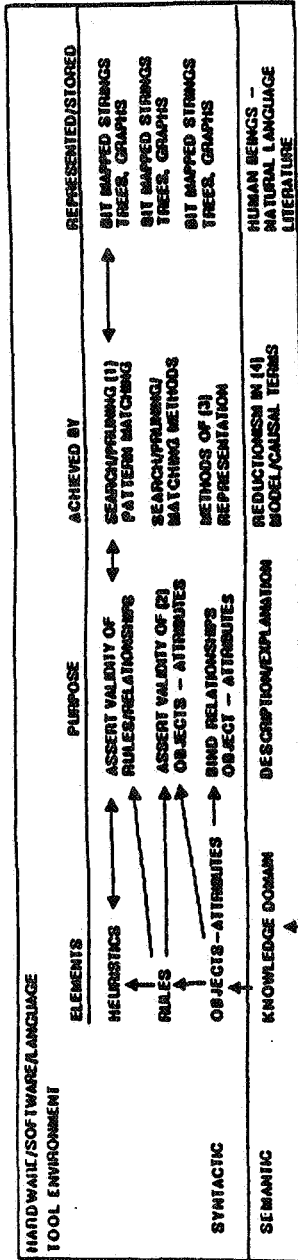 HARDWARE/SOFTWARE/LANGUAGE
TOOL ENVIRONMENT
ELEMENTS PURPOSE ACHIEVED BY REPRESENTED/STORED
HEURISTICS ASSERT VALIDITY OF SEARCH/PRUNING (1) BIT MAPPED STRINGS
RULES/RELATIONSHIPS PATTERN MATCHING TREES, GRAPHS
RULES ASSERT VALIDITY OF (2) SEARCH/PRUNING/ BIT MAPPED STRINGS
OBJECTS - ATTRIBUTES MATCHING METHODS TREES, GRAPHS
SYNTACTIC OBJECTS-ATTRIBUTES BIND RELATIONSHIPS METHODS OF (3) BIT MAPPED STRINGS
OBJECT - ATTRIBUTES REPRESENTATION TREES, GRAPHS
SEMANTIC KNOWLEDGE DOMAIN DESCRIPTION/EXPLANATION REDUCTIONISM IN (4) HUMAN BEINGS -
MODEL/CAUSAL TERMS NATURAL LANGUAGE
LITERATURE